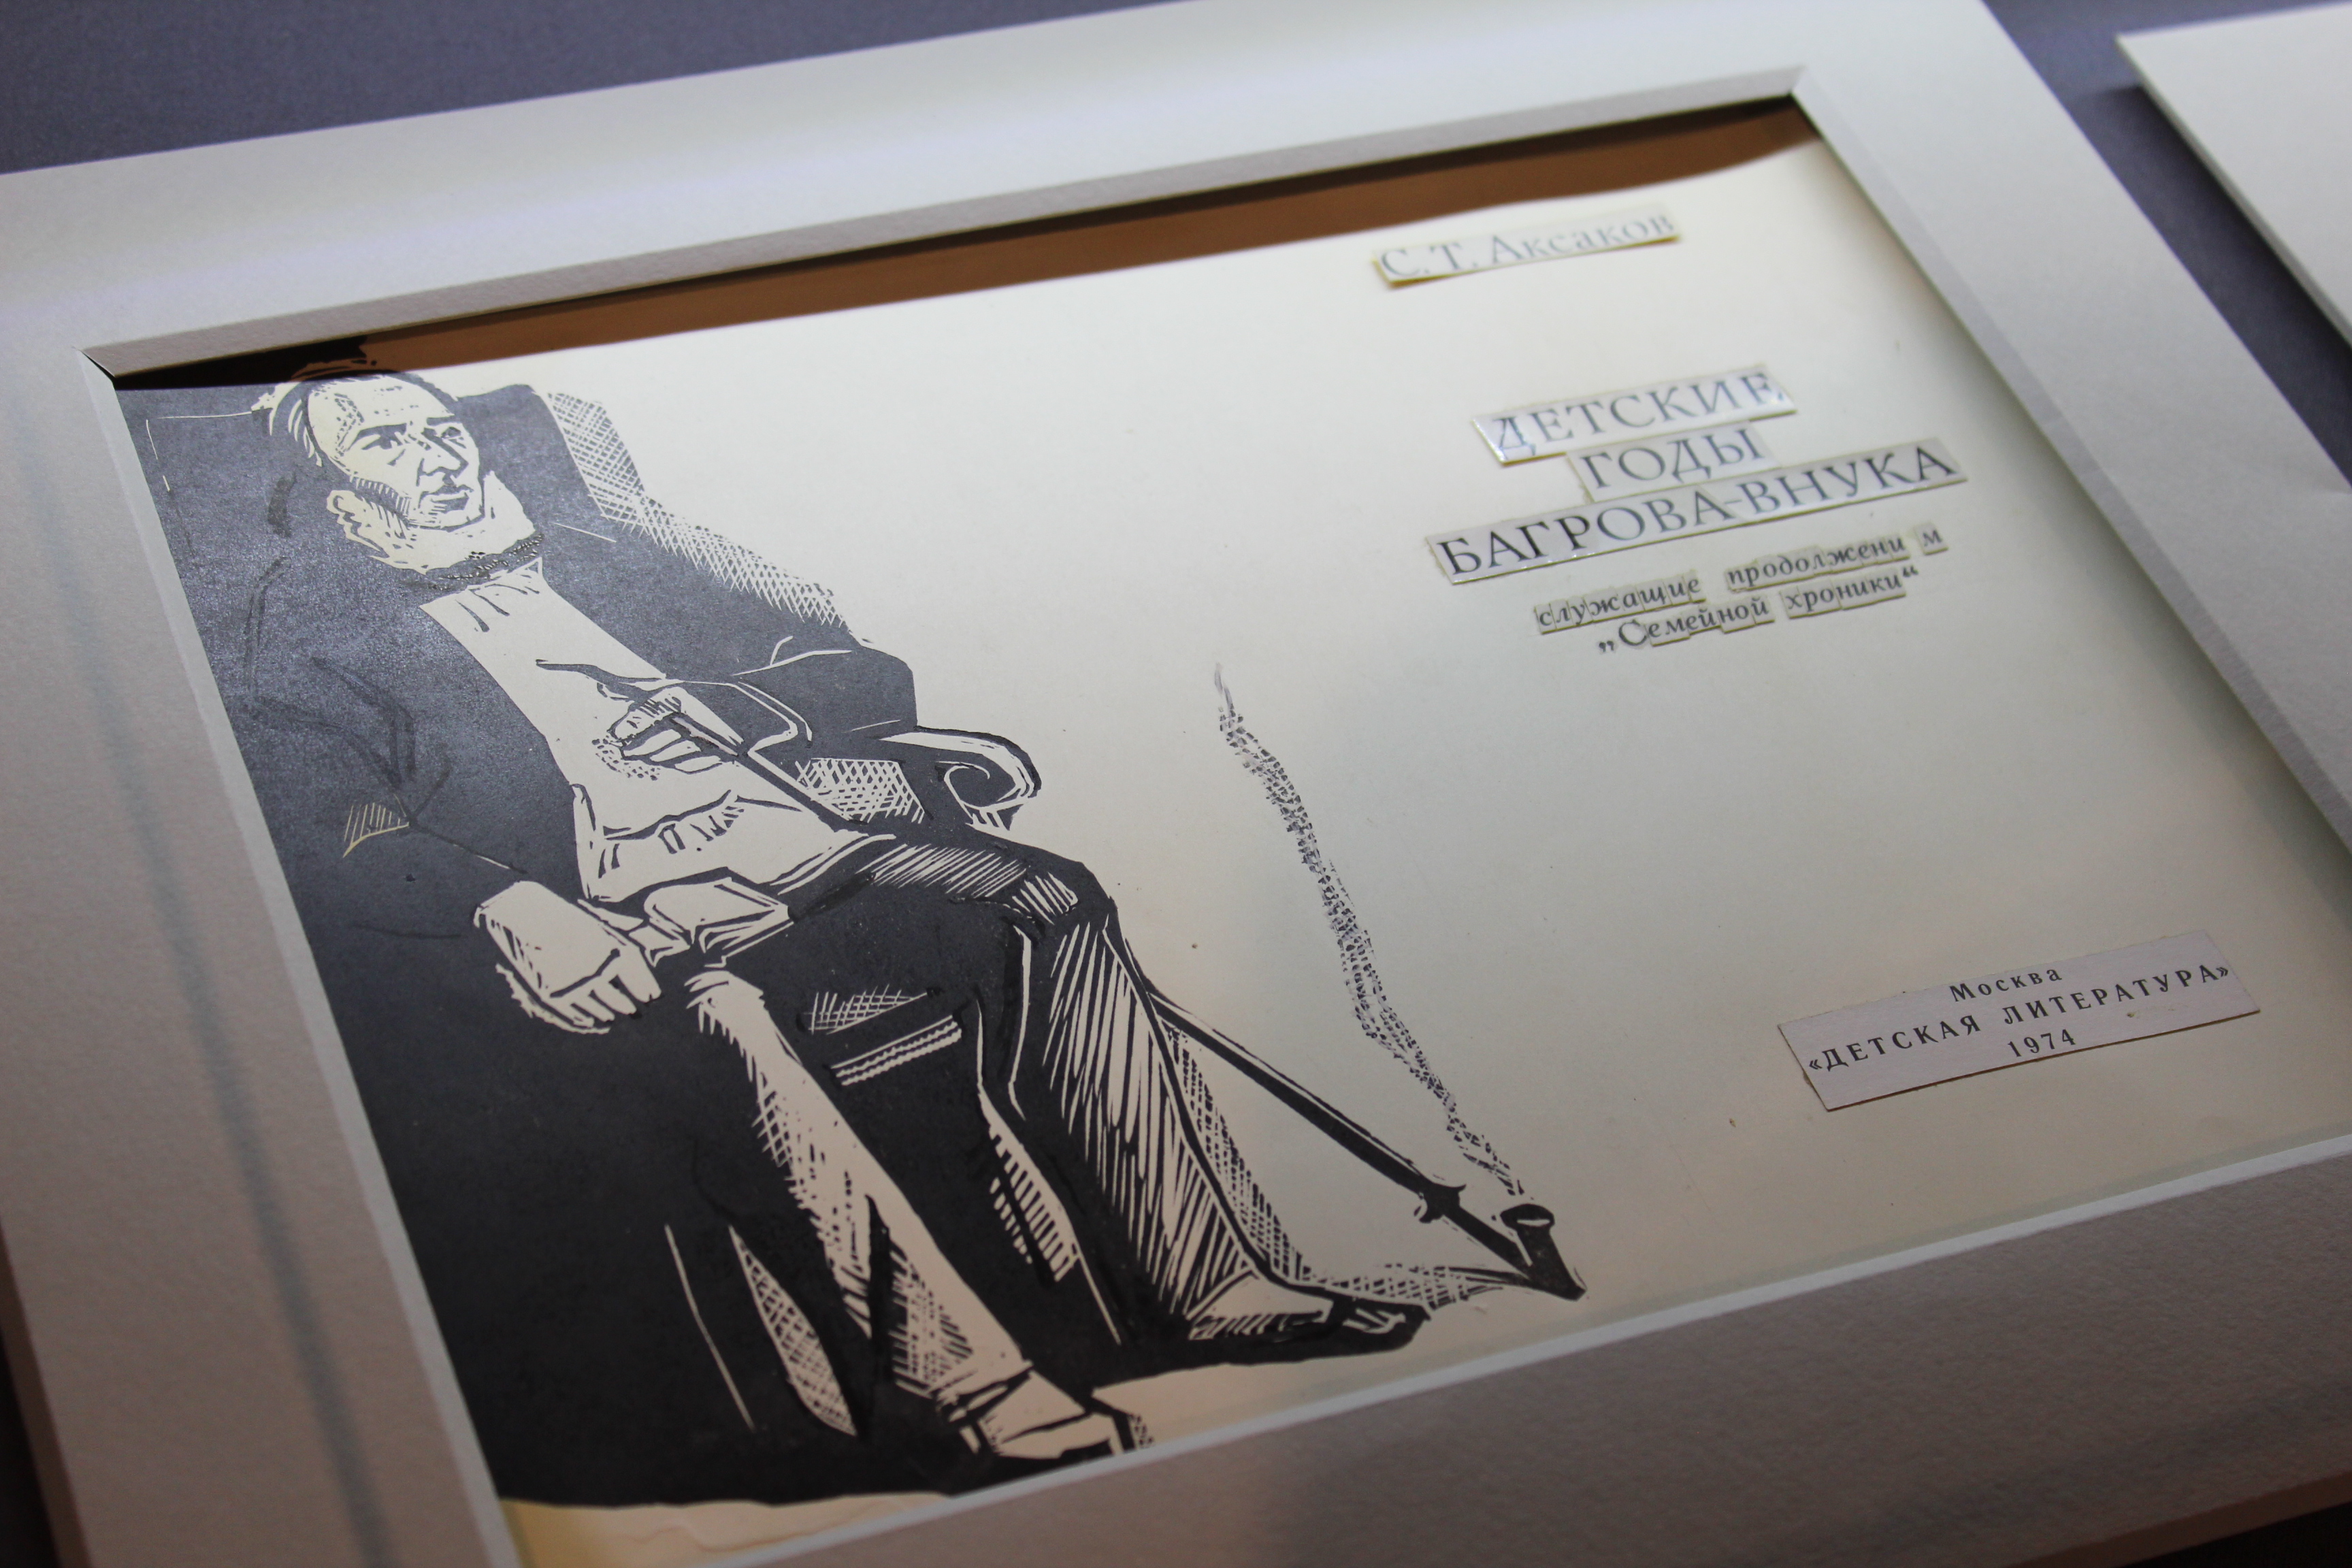 С. Т. Аксаков
ДЕТСКИЕ
ГОДЫ
БАГРОВА-ВНУКА
служащие продолжени м
„Семейной хроники“
Москва
«ДЕТСКАЯ ЛИТЕРАТУРА»
1974